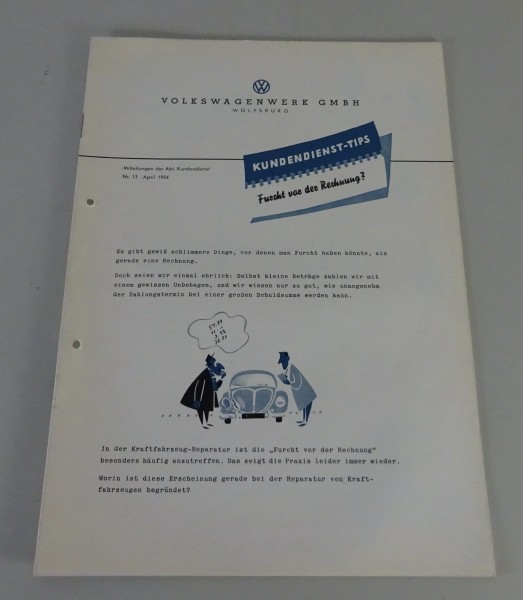 VOLKSWAGENWERK GMBH
WOLFSBURG
KUNDENDIENST-TIPS
Furcht vor der Rechnung?
Mitteilungen der Abt. Kundendienst
Nr. 13 April 1954
Es gibt gewiß schlimmere Dinge, vor denen man Furcht haben könnte, als
gerade eine Rechnung.
Doch seien wir einmal ehrlich: Selbst kleine Beträge zahlen wir mit
einem gewissen Unbehagen, und wir wissen nur zu gut, wie unangenehm
der Zahlungstermin bei einer großen Schuldsumme werden kann.
In der Kraftfahrzeug-Reparatur ist die „Furcht vor der Rechnung"
besonders häufig anzutreffen. Das zeigt die Praxis leider immer wieder.
Worin ist diese Erscheinung gerade bei der Reparatur von Kraft-
fahrzeugen begründet?